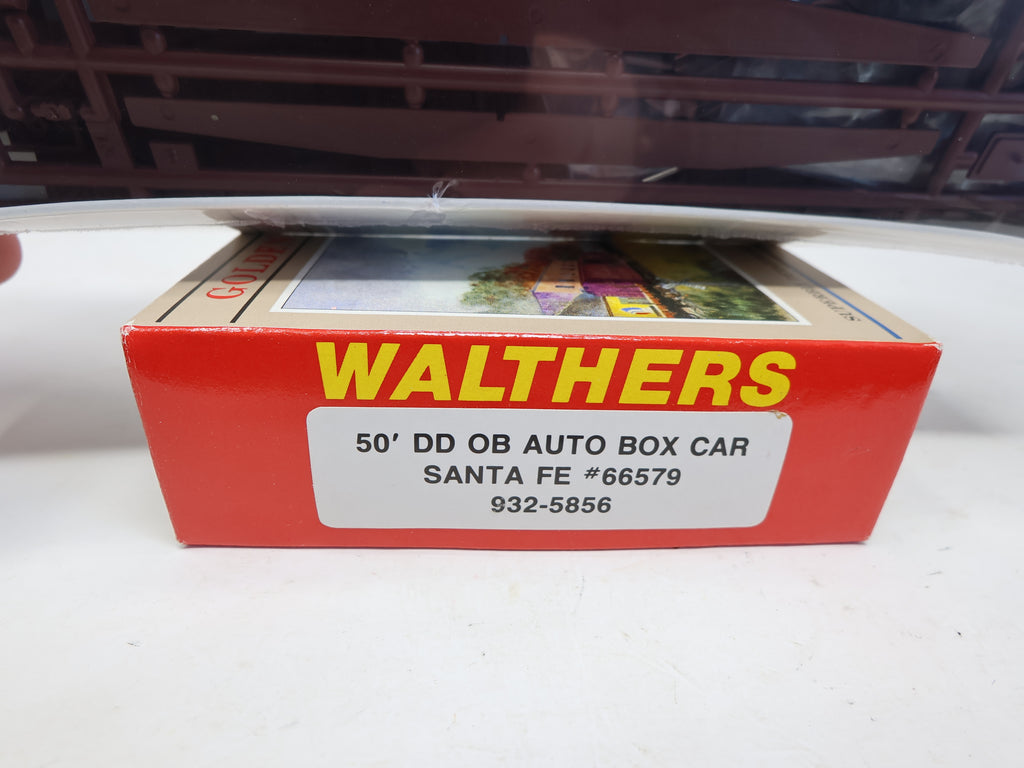 WALTHERS
50' DD OB AUTO BOX CAR
SANTA FE #66579
932-5856